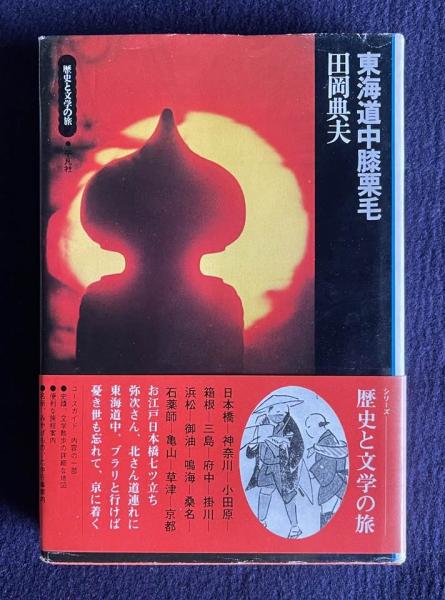 東海道中膝栗毛
田岡典夫
歴史と文学の旅
●平凡社
シリーズ
歴史と文学の旅
日本橋―神奈川―小田原―
箱根―三島―府中―掛川―
浜松―御油―鳴海―桑名―
石薬師―亀山―草津―京都
お江戸日本橋七ツ立ち
弥次さん、北さん道連れに
東海道中、ブラリと行けば
憂き世も忘れて、京に着く
コースガイド 内容の一部
●史蹟・文学散歩の詳細な地図
●便利な旅程案内